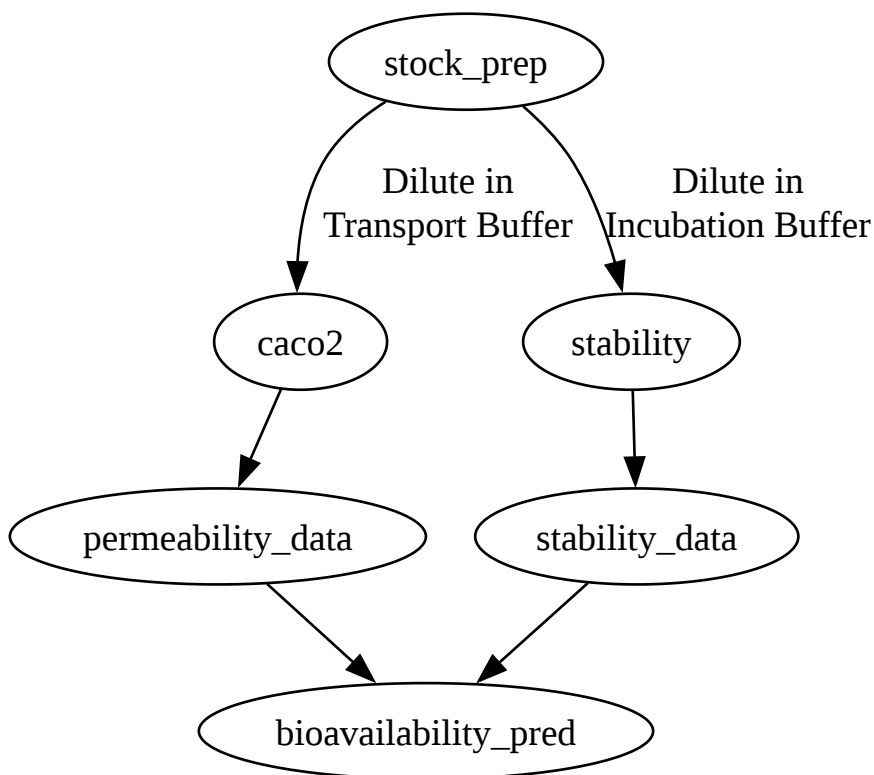 stock_prep
Dilute in
Transport Buffer
Dilute in
Incubation Buffer
caco2
stability
permeability_data
stability_data
bioavailability_pred